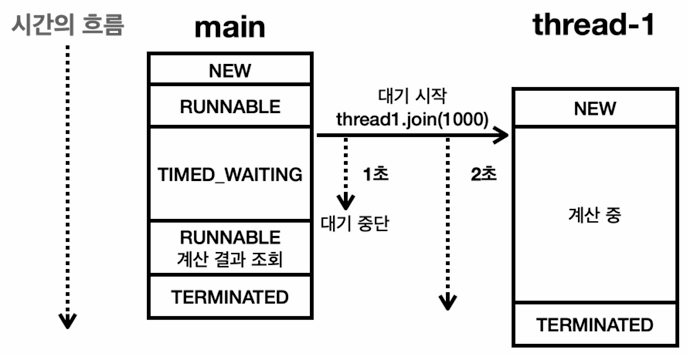 시간의 흐름
main
thread-1
NEW
RUNNABLE
TIMED_WAITING
RUNNABLE
계산 결과 조회
TERMINATED
대기 시작
thread1.join(1000)
1초
대기 중단
2초
NEW
계산 중
TERMINATED